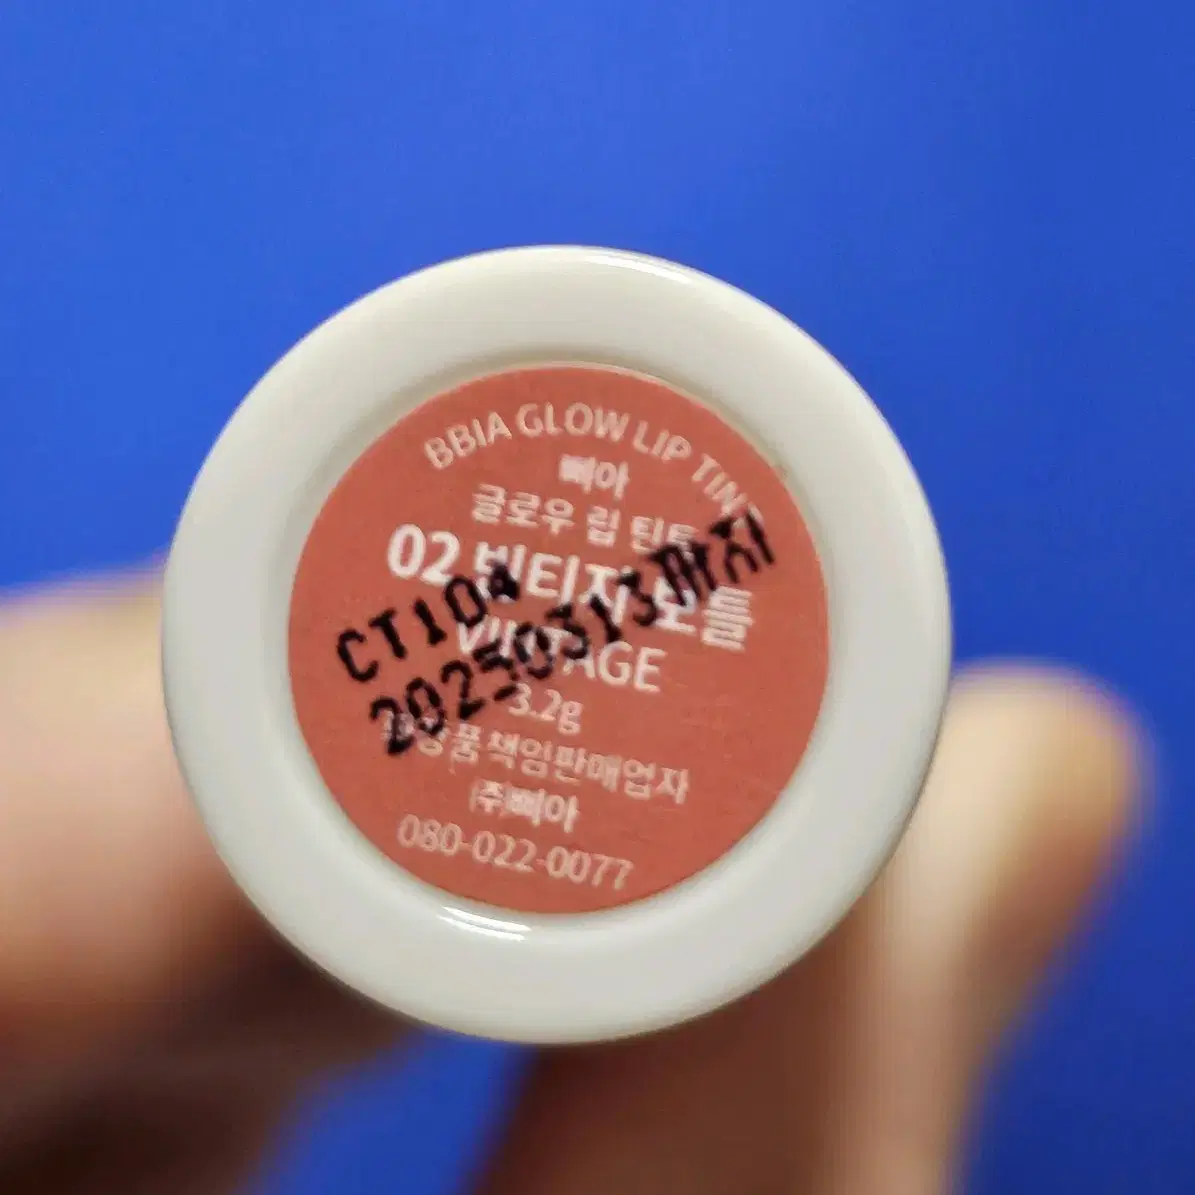 BBIA GLOW LIP TINT
삐아
글로우 립 틴트
02 빈티지 보틀
VINTAGE
3.2g
화장품책임판매업자
㈜삐아
080-022-0077
CT104
20250313까지